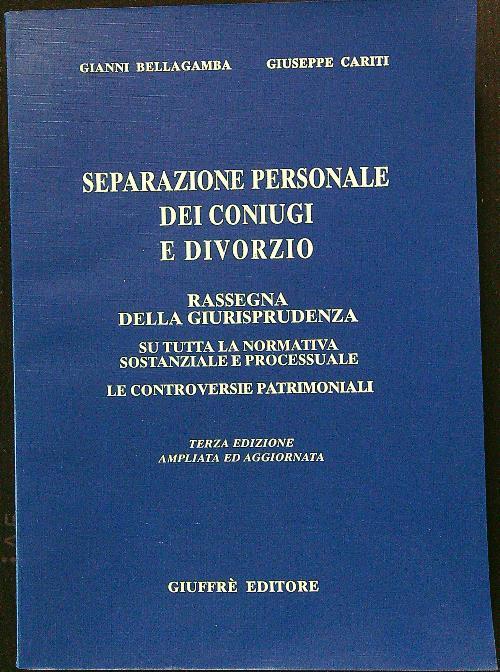 GIANNI BELLAGAMBA GIUSEPPE CARITI
SEPARAZIONE PERSONALE
DEI CONIUGI
E DIVORZIO
RASSEGNA
DELLA GIURISPRUDENZA
SU TUTTA LA NORMATIVA
SOSTANZIALE E PROCESSUALE
LE CONTROVERSIE PATRIMONIALI
TERZA EDIZIONE
AMPLIATA ED AGGIORNATA
GIUFFRÈ EDITORE